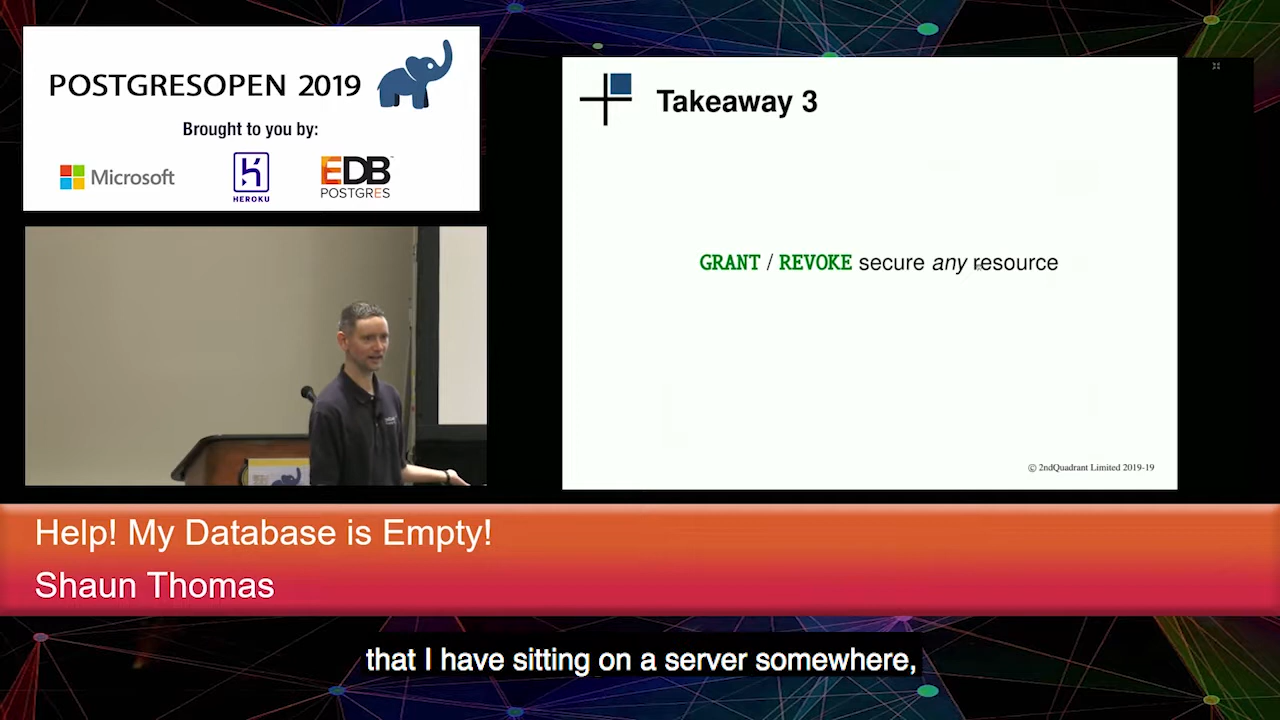 POSTGRESOPEN 2019
Brought to you by:
Microsoft
HEROKU
EDB
POSTGRES
Takeaway 3
GRANT / REVOKE secure any resource
© 2ndQuadrant Limited 2019-19
Help! My Database is Empty!
Shaun Thomas
that I have sitting on a server somewhere,